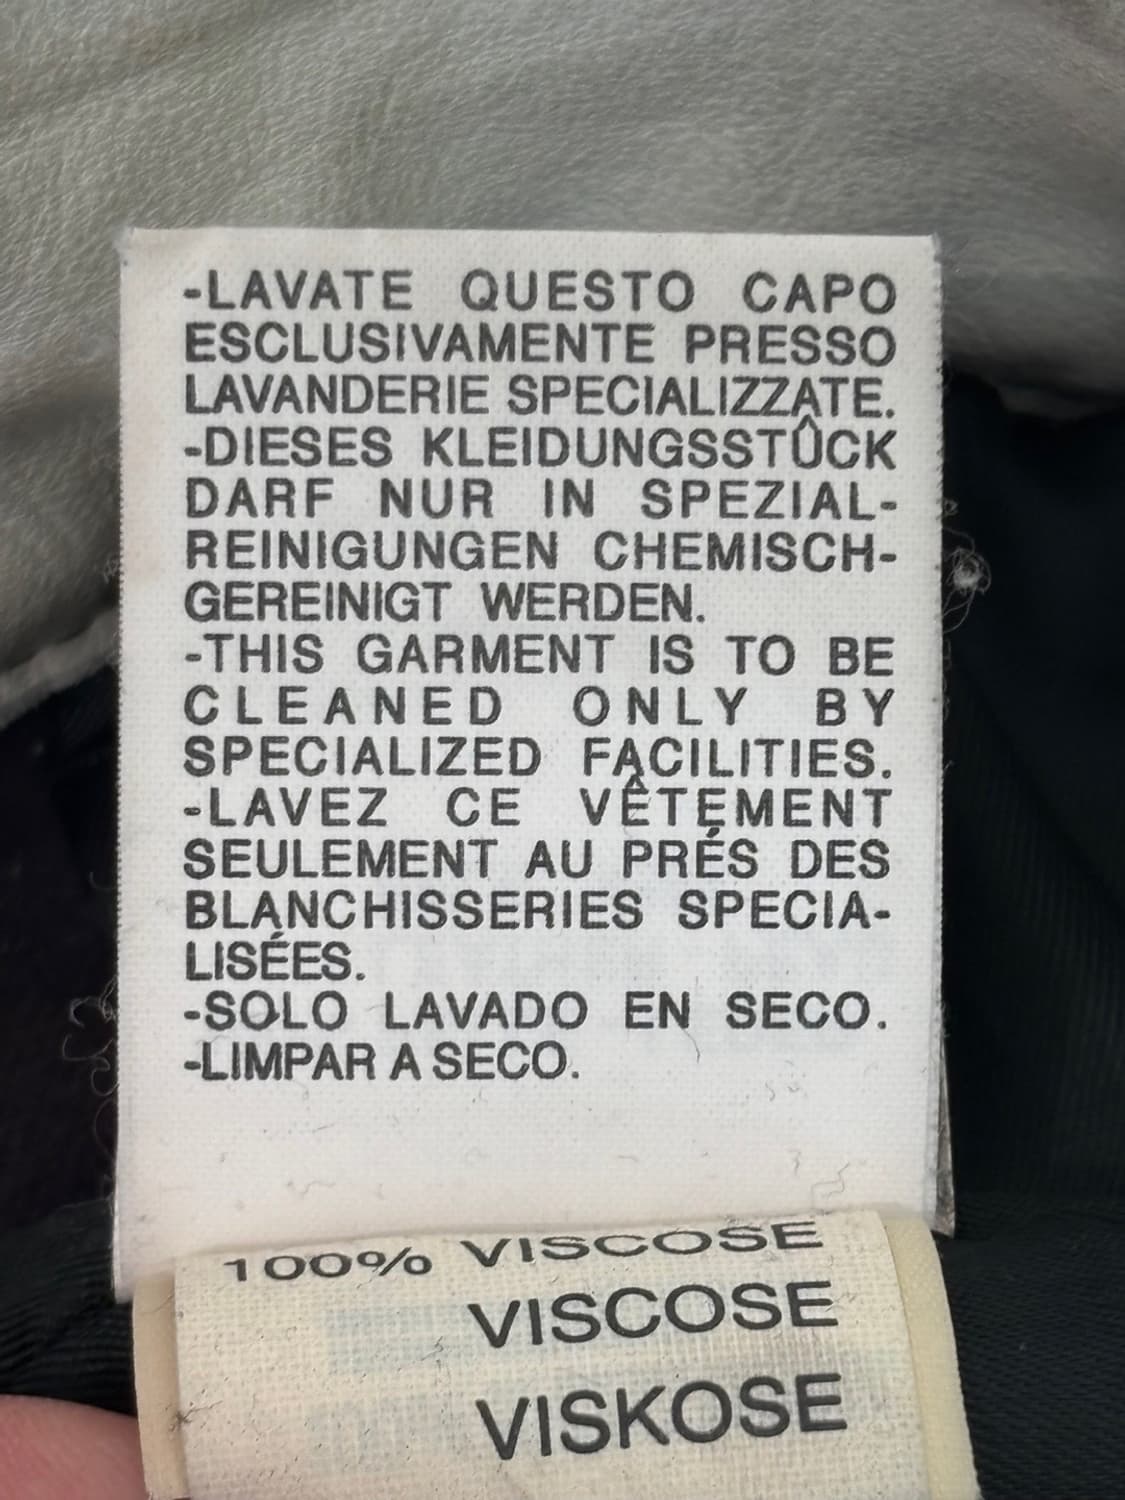 -LAVATE QUESTO CAPO
ESCLUSIVAMENTE PRESSO
LAVANDERIE SPECIALIZZATE.
-DIESES KLEIDUNGSSTÛCK
DARF NUR IN SPEZIAL-
REINIGUNGEN CHEMISCH-
GEREINIGT WERDEN.
-THIS GARMENT IS TO BE
CLEANED ONLY BY
SPECIALIZED FACILITIES.
-LAVEZ CE VÊTEMENT
SEULEMENT AU PRÉS DES
BLANCHISSERIES SPECIA-
LISÉES.
-SOLO LAVADO EN SECO.
-LIMPAR A SECO.
100% VISCOSE
VISCOSE
VISKOSE